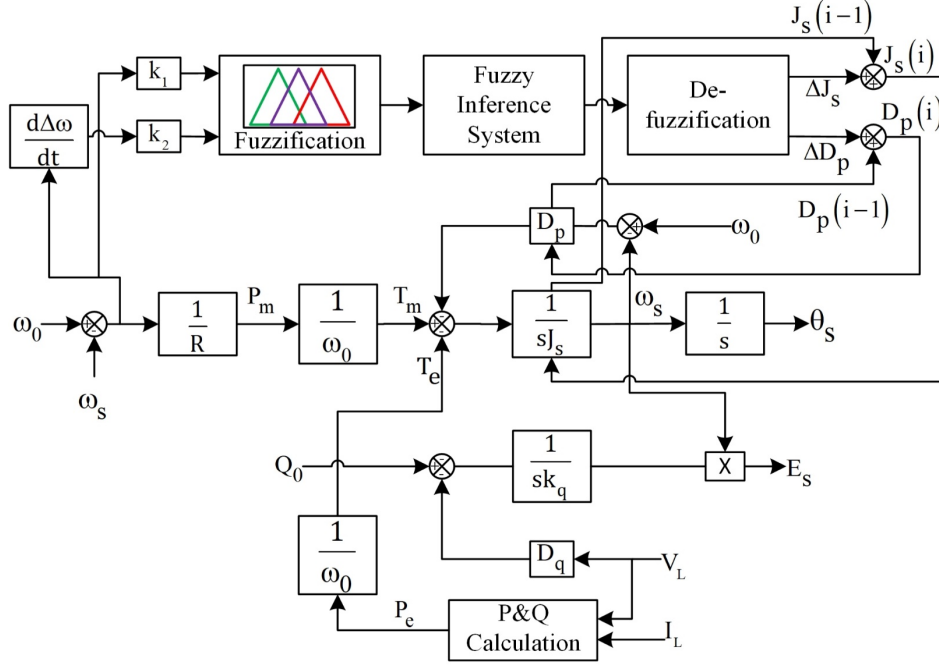 J_s(i−1)
J_s(i)
k_1
Fuzzification
Fuzzy
Inference
System
De-
fuzzification
ΔJ_s
dΔω
dt
k_2
ΔD_p
D_p(i)
D_p(i−1)
D_p
ω_0
ω_0
ω_s
1
R
P_m
1
ω_0
T_m
T_e
1
sJ_s
ω_s
1
s
θ_s
Q_0
1
sk_q
X
E_s
1
ω_0
D_q
V_L
P_e
P&Q
Calculation
I_L